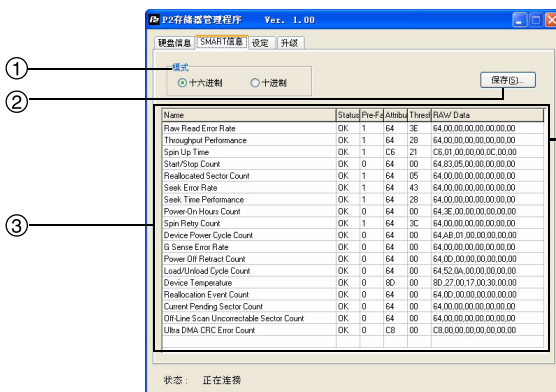 P2存储器管理程序 Ver. 1.00
硬盘信息 SMART信息 设定 升级
① 模式
十六进制 十进制 保存(S)...
②
Name Status Pre-Fa Attribu Thresh RAW Data
Raw Read Error Rate OK 1 64 3E 64,00,00,00,00,00,00,00
Throughput Performance OK 1 64 28 64,00,00,00,00,00,00,00
Spin Up Time OK 1 C6 21 C6,01,00,00,00,0C,00,00
Start/Stop Count OK 0 64 00 64,83,05,00,00,00,00,00
Reallocated Sector Count OK 1 64 05 64,00,00,00,00,00,00,00
Seek Error Rate OK 1 64 43 64,00,00,00,00,00,00,00
Seek Time Performance OK 1 64 28 64,00,00,00,00,00,00,00
Power-On Hours Count OK 0 64 00 64,3E,00,00,00,00,00,00
③ Spin Retry Count OK 1 64 3C 64,00,00,00,00,00,00,00
Device Power Cycle Count OK 0 64 00 64,AB,01,00,00,00,00,00
G Sense Error Rate OK 0 64 00 64,00,00,00,00,00,00,00
Power Off Retract Count OK 0 64 00 64,0D,00,00,00,00,00,00
Load/Unload Cycle Count OK 0 64 00 64,52,0A,00,00,00,00,00
Device Temperature OK 0 8D 00 8D,27,00,17,00,30,00,00
Reallocation Event Count OK 0 64 00 64,0D,00,00,00,00,00,00
Current Pending Sector Count OK 0 64 00 64,00,00,00,00,00,00,00
Off-Line Scan Uncorrectable Sector Count OK 0 64 00 64,00,00,00,00,00,00,00
Ultra DMA CRC Error Count OK 0 C8 00 C8,00,00,00,00,00,00,00
状态: 正在连接